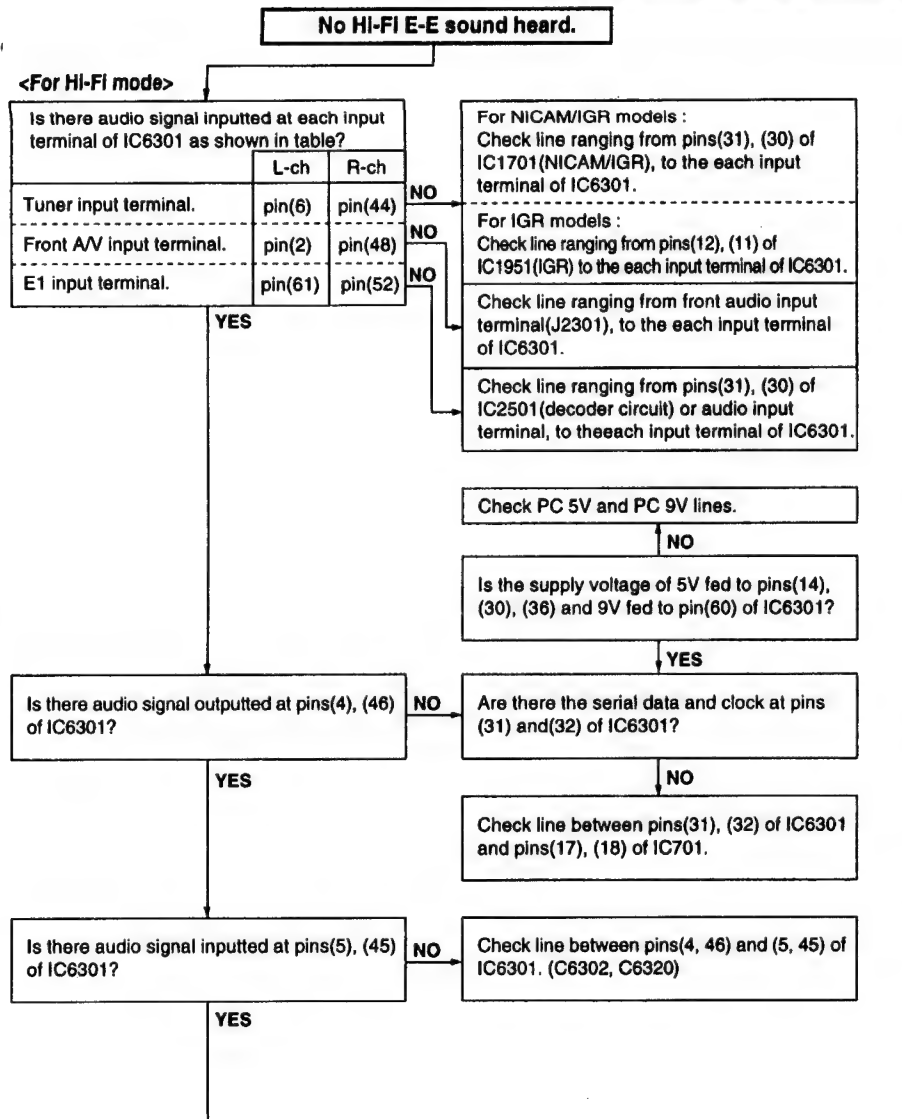 No Hi-Fi E-E sound heard.
<For Hi-Fi mode>
Is there audio signal inputted at each input
terminal of IC6301 as shown in table?
L-ch R-ch
Tuner input terminal. pin(6) pin(44)
Front A/V input terminal. pin(2) pin(48)
E1 input terminal. pin(61) pin(52)
NO
NO
NO
For NICAM/IGR models :
Check line ranging from pins(31), (30) of
IC1701(NICAM/IGR), to the each input
terminal of IC6301.
For IGR models :
Check line ranging from pins(12), (11) of
IC1951(IGR) to the each input terminal of IC6301.
Check line ranging from front audio input
terminal(J2301), to the each input terminal
of IC6301.
Check line ranging from pins(31), (30) of
IC2501(decoder circuit) or audio input
terminal, to theeach input terminal of IC6301.
YES
Check PC 5V and PC 9V lines.
NO
Is the supply voltage of 5V fed to pins(14),
(30), (36) and 9V fed to pin(60) of IC6301?
YES
Is there audio signal outputted at pins(4), (46)
of IC6301?
NO
Are there the serial data and clock at pins
(31) and(32) of IC6301?
YES
NO
Check line between pins(31), (32) of IC6301
and pins(17), (18) of IC701.
Is there audio signal inputted at pins(5), (45)
of IC6301?
NO
Check line between pins(4, 46) and (5, 45) of
IC6301. (C6302, C6320)
YES